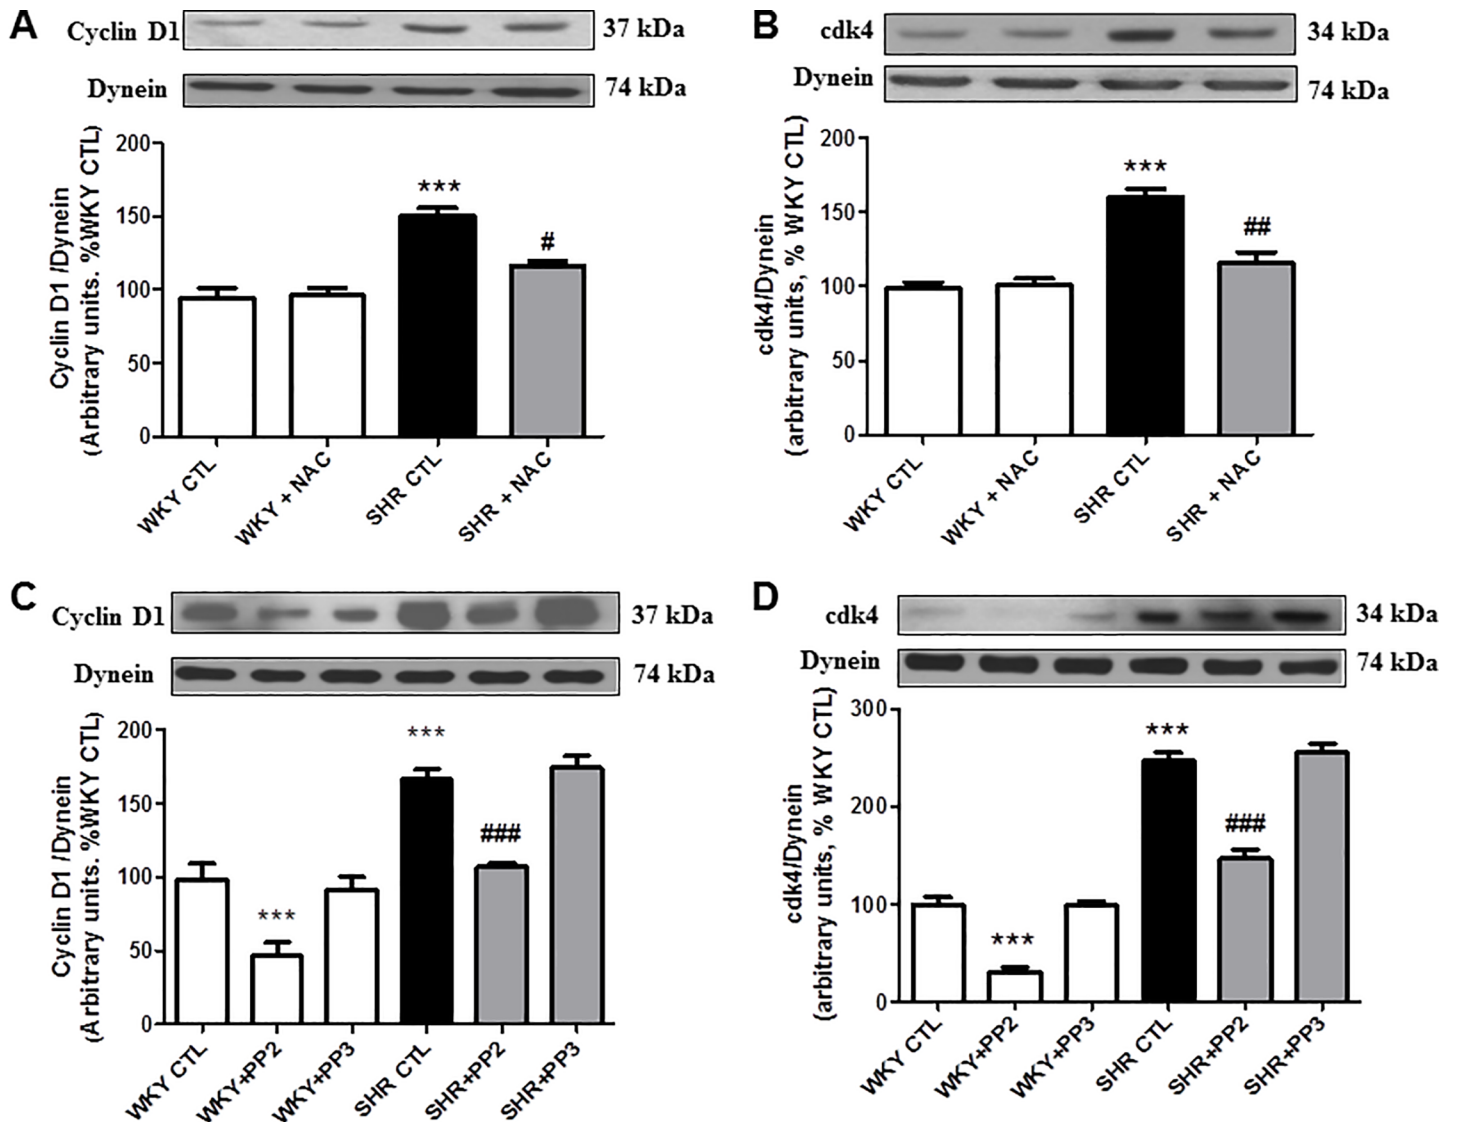 A
Cyclin D1
37 kDa
Dynein
74 kDa
Cyclin D1 /Dynein
(Arbitrary units. %WKY CTL)
200
150
100
50
0
***
#
WKY CTL
WKY + NAC
SHR CTL
SHR + NAC
B
cdk4
34 kDa
Dynein
74 kDa
cdk4/Dynein
(arbitrary units, % WKY CTL)
200
150
100
50
0
***
##
WKY CTL
WKY + NAC
SHR CTL
SHR + NAC
C
Cyclin D1
37 kDa
Dynein
74 kDa
Cyclin D1 /Dynein
(Arbitrary units. %WKY CTL)
200
150
100
50
0
***
***
###
WKY CTL
WKY+PP2
WKY+PP3
SHR CTL
SHR+PP2
SHR+PP3
D
cdk4
34 kDa
Dynein
74 kDa
cdk4/Dynein
(arbitrary units, % WKY CTL)
300
200
100
0
***
***
###
WKY CTL
WKY+PP2
WKY+PP3
SHR CTL
SHR+PP2
SHR+PP3